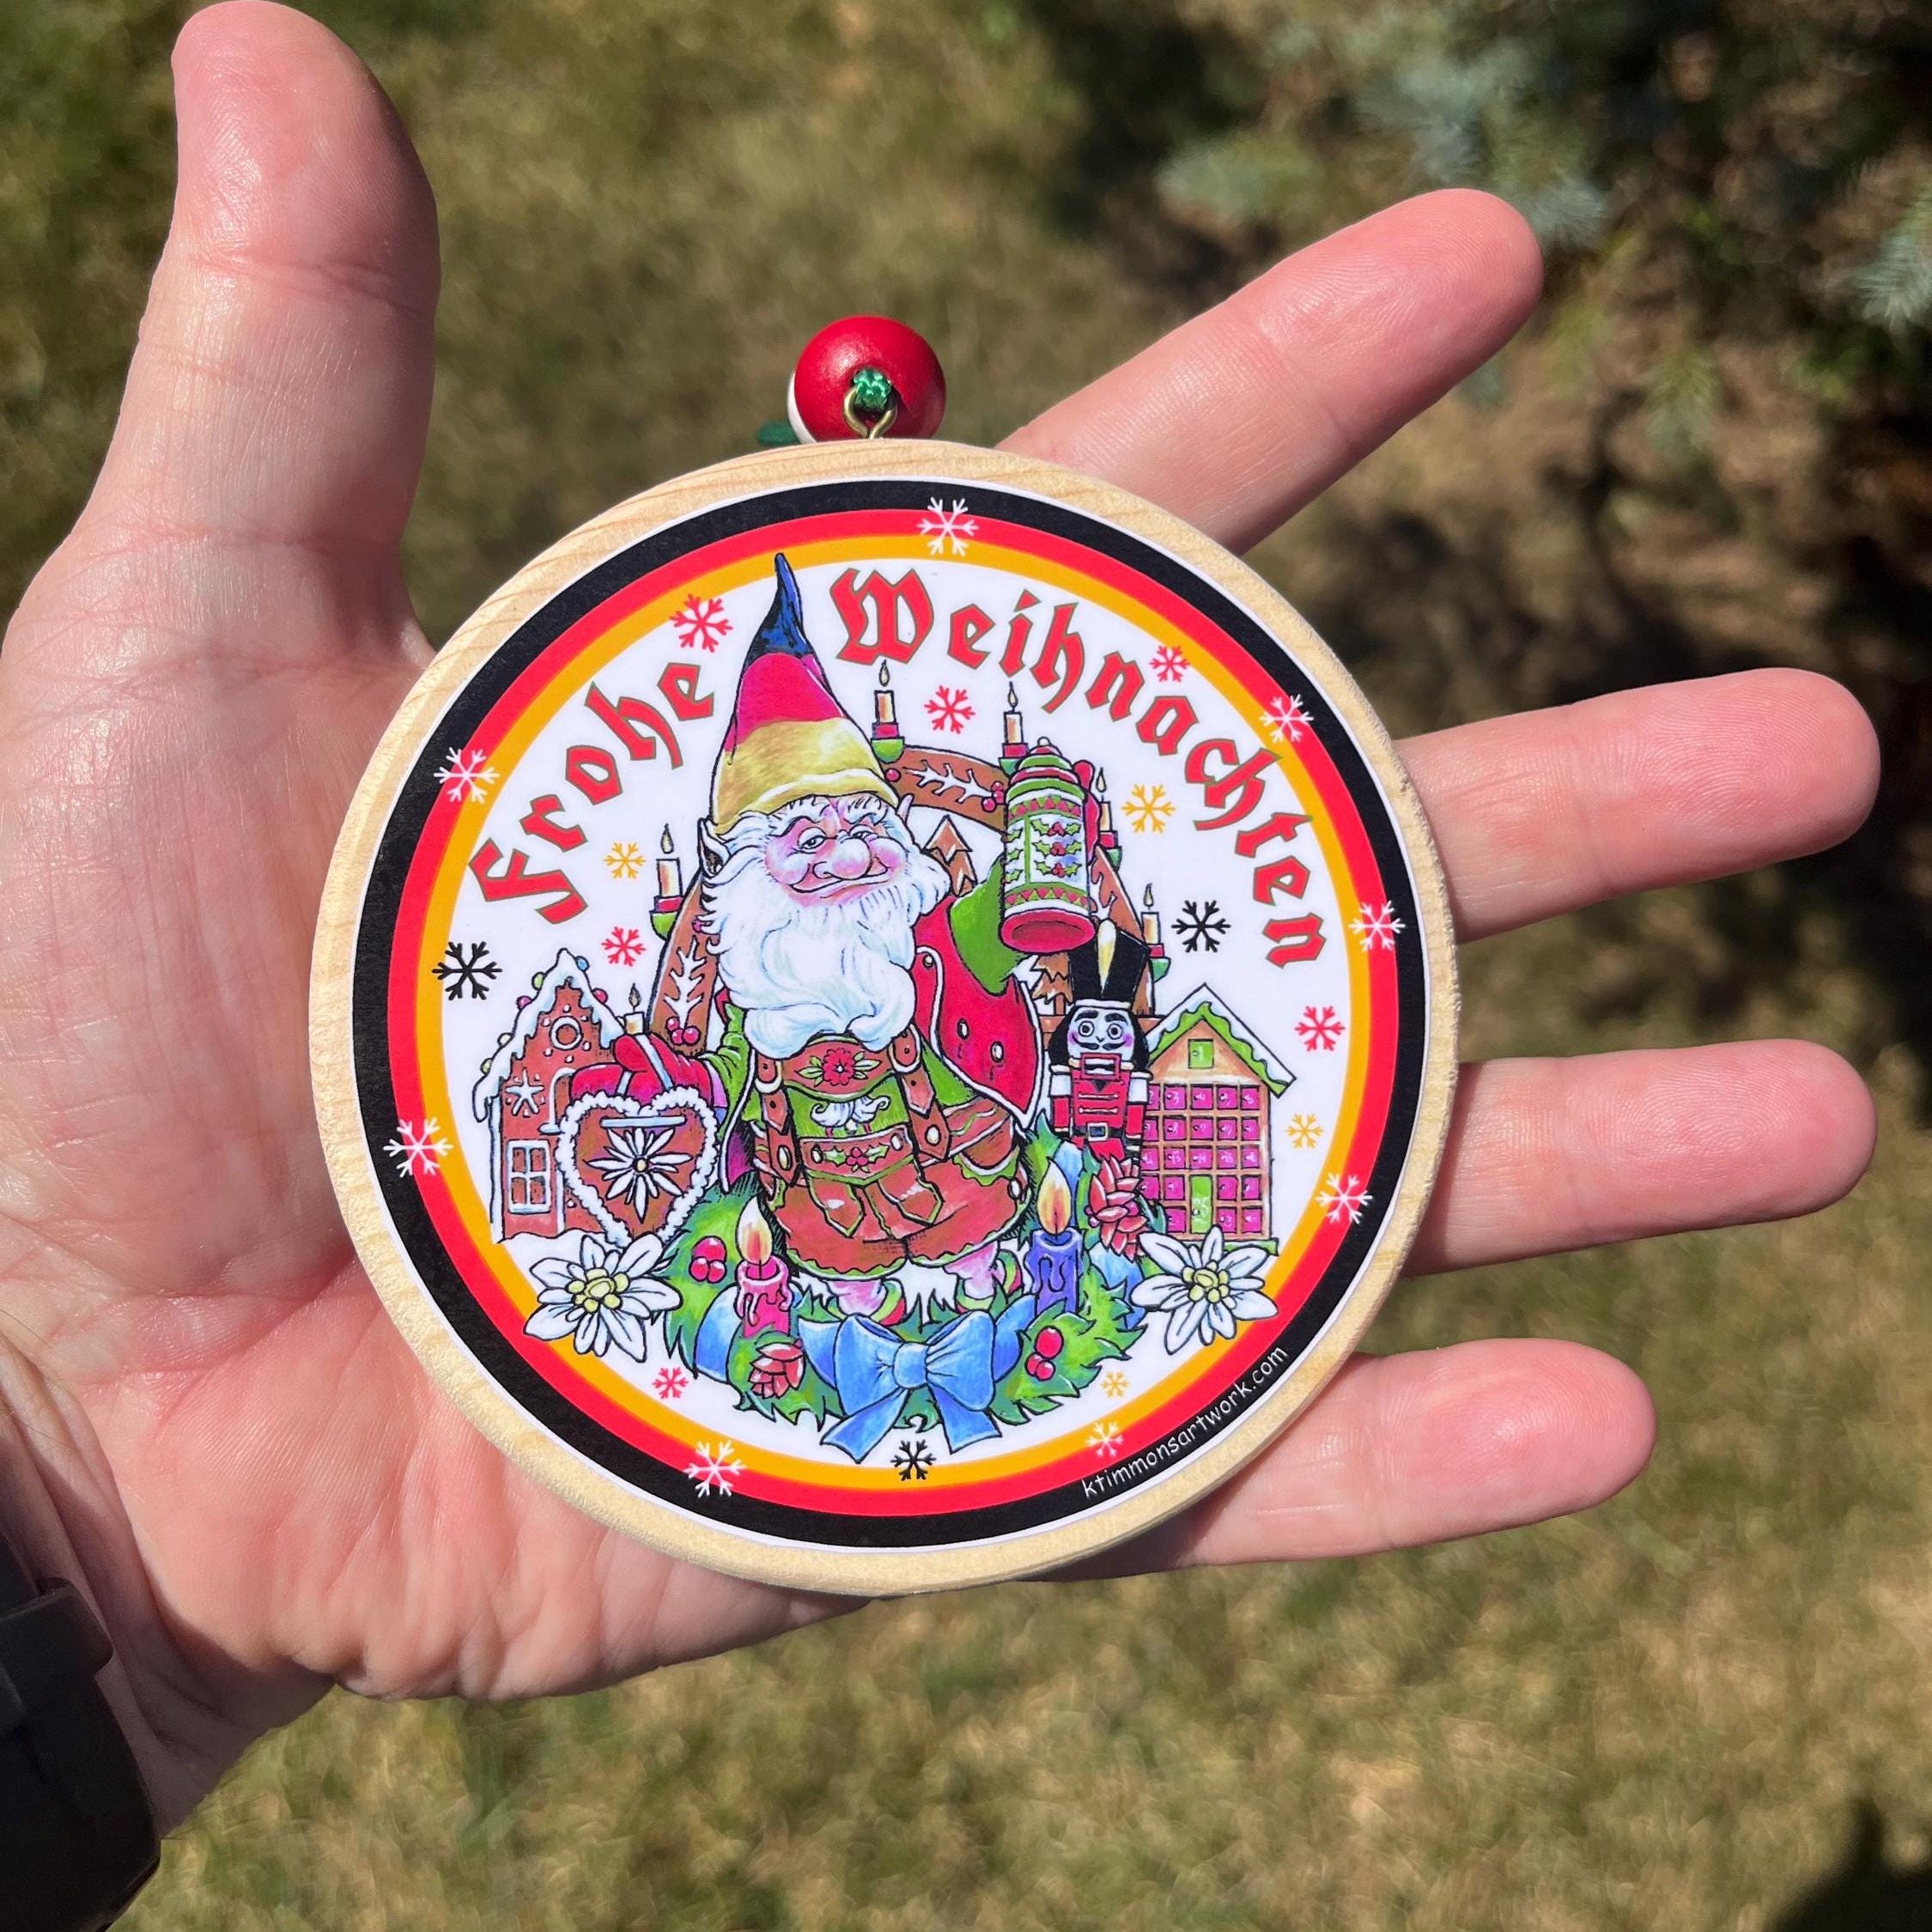 Frohe Weihnachten
ktimmonsartwork.com